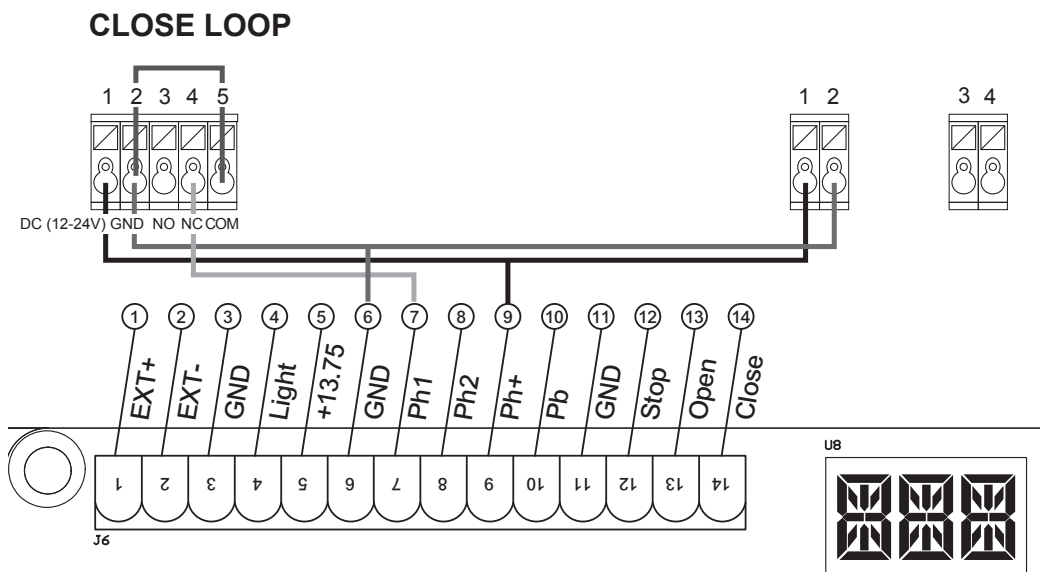 CLOSE LOOP
1 2 3 4 5
1 2
3 4
DC (12-24V) GND NO NC COM
1 2 3 4 5 6 7 8 9 10 11 12 13 14
EXT+ EXT- GND Light +13.75 GND Ph1 Ph2 Ph+ Pb GND Stop Open Close
U8
1 2 3 4 5 6 7 8 9 10 11 12 13 14
J6